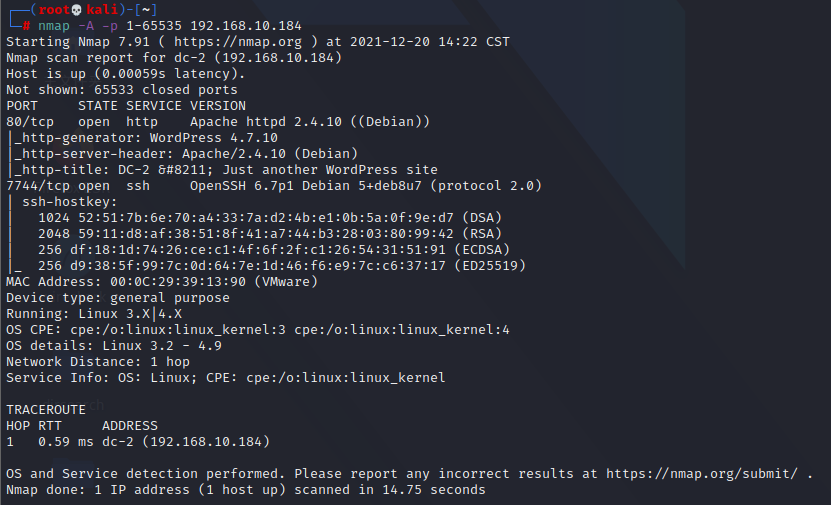 ┌──(root💀kali)-[~]
└─# nmap -A -p 1-65535 192.168.10.184
Starting Nmap 7.91 ( https://nmap.org ) at 2021-12-20 14:22 CST
Nmap scan report for dc-2 (192.168.10.184)
Host is up (0.00059s latency).
Not shown: 65533 closed ports
PORT     STATE SERVICE VERSION
80/tcp   open  http    Apache httpd 2.4.10 ((Debian))
|_http-generator: WordPress 4.7.10
|_http-server-header: Apache/2.4.10 (Debian)
|_http-title: DC-2 &#8211; Just another WordPress site
7744/tcp open  ssh     OpenSSH 6.7p1 Debian 5+deb8u7 (protocol 2.0)
| ssh-hostkey:
|   1024 52:51:7b:6e:70:a4:33:7a:d2:4b:e1:0b:5a:0f:9e:d7 (DSA)
|   2048 59:11:d8:af:38:51:8f:41:a7:44:b3:28:03:80:99:42 (RSA)
|   256 df:18:1d:74:26:ce:c1:4f:6f:2f:c1:26:54:31:51:91 (ECDSA)
|_  256 d9:38:5f:99:7c:0d:64:7e:1d:46:f6:e9:7c:c6:37:17 (ED25519)
MAC Address: 00:0C:29:39:13:90 (VMware)
Device type: general purpose
Running: Linux 3.X|4.X
OS CPE: cpe:/o:linux:linux_kernel:3 cpe:/o:linux:linux_kernel:4
OS details: Linux 3.2 - 4.9
Network Distance: 1 hop
Service Info: OS: Linux; CPE: cpe:/o:linux:linux_kernel

TRACEROUTE
HOP RTT     ADDRESS
1   0.59 ms dc-2 (192.168.10.184)

OS and Service detection performed. Please report any incorrect results at https://nmap.org/submit/ .
Nmap done: 1 IP address (1 host up) scanned in 14.75 seconds